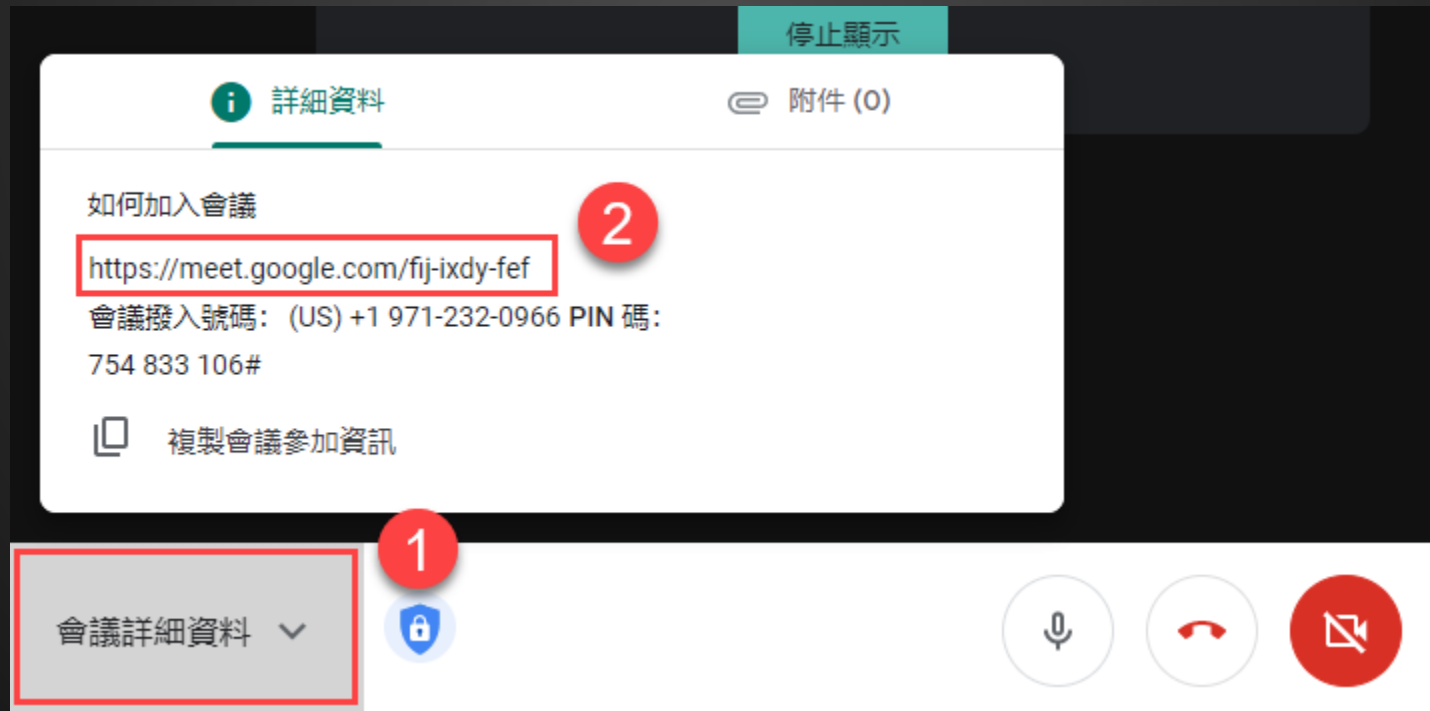 停止顯示
詳細資料
附件 (0)
如何加入會議
2
https://meet.google.com/fij-ixdy-fef
會議撥入號碼： (US) +1 971-232-0966 PIN 碼：
754 833 106#
複製會議參加資訊
1
會議詳細資料